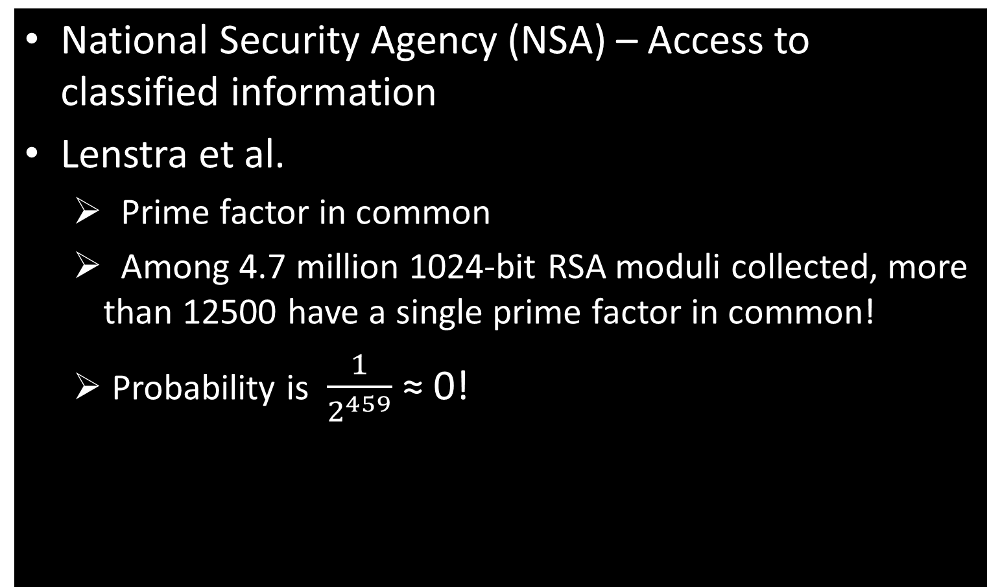 • National Security Agency (NSA) – Access to
classified information
• Lenstra et al.
➢ Prime factor in common
➢ Among 4.7 million 1024-bit RSA moduli collected, more
than 12500 have a single prime factor in common!
➢ Probability is 1/2^459 ≈ 0!